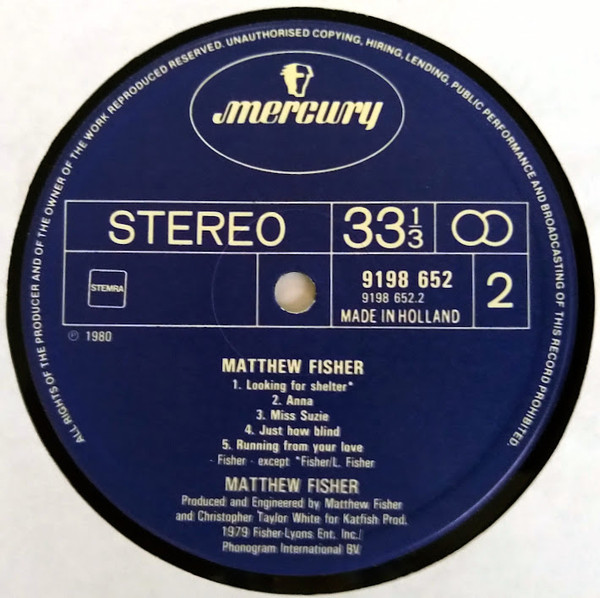 ALL RIGHTS OF THE PRODUCER AND OF THE OWNER OF THE WORK REPRODUCED RESERVED. UNAUTHORISED COPYING, HIRING, LENDING, PUBLIC PERFORMANCE AND BROADCASTING OF THIS RECORD PROHIBITED.
mercury
STEREO
33 1/3
STEMRA
9198 652
9198 652.2
MADE IN HOLLAND
2
℗ 1980
MATTHEW FISHER
1. Looking for shelter*
2. Anna
3. Miss Suzie
4. Just how blind
5. Running from your love
- Fisher - except *Fisher/L. Fisher
MATTHEW FISHER
Produced and Engineered by Matthew Fisher
and Christopher Taylor White for Katfish Prod.
1979 Fisher-Lyons Ent. Inc./
Phonogram International BV